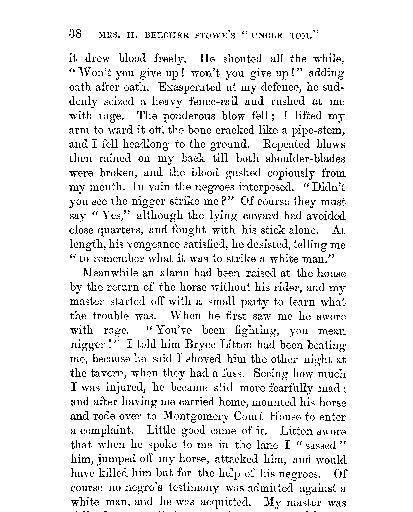 38 MRS. H. BEECHER STOWE'S "UNCLE TOM."
it drew blood freely. He shouted all the while,
"Won't you give up! won't you give up!" adding
oath after oath. Exasperated at my defence, he sud-
denly seized a heavy fence-rail and rushed at me
with rage. The ponderous blow fell; I lifted my
arm to ward it off, the bone cracked like a pipe-stem,
and I fell headlong to the ground. Repeated blows
then rained on my back till both shoulder-blades
were broken, and the blood gushed copiously from
my mouth. In vain the negroes interposed. "Didn't
you see the nigger strike me?" Of course they must
say "Yes," although the lying coward had avoided
close quarters, and fought with his stick alone. At
length, his vengeance satisfied, he desisted, telling me
"to remember what it was to strike a white man."
Meanwhile an alarm had been raised at the house
by the return of the horse without his rider, and my
master started off with a small party to learn what
the trouble was. When he first saw me he swore
with rage. "You've been fighting, you mean
nigger!" I told him Bryce Litton had been beating
me, because he said I shoved him the other night at
the tavern, when they had a fuss. Seeing how much
I was injured, he became still more fearfully mad;
and after having me carried home, mounted his horse
and rode over to Montgomery Court House to enter
a complaint. Little good came of it. Litton swore
that when he spoke to me in the lane I "sassed"
him, jumped off my horse, attacked him, and would
have killed him but for the help of his negroes. Of
course no negro's testimony was admitted against a
white man, and he was acquitted. My master was